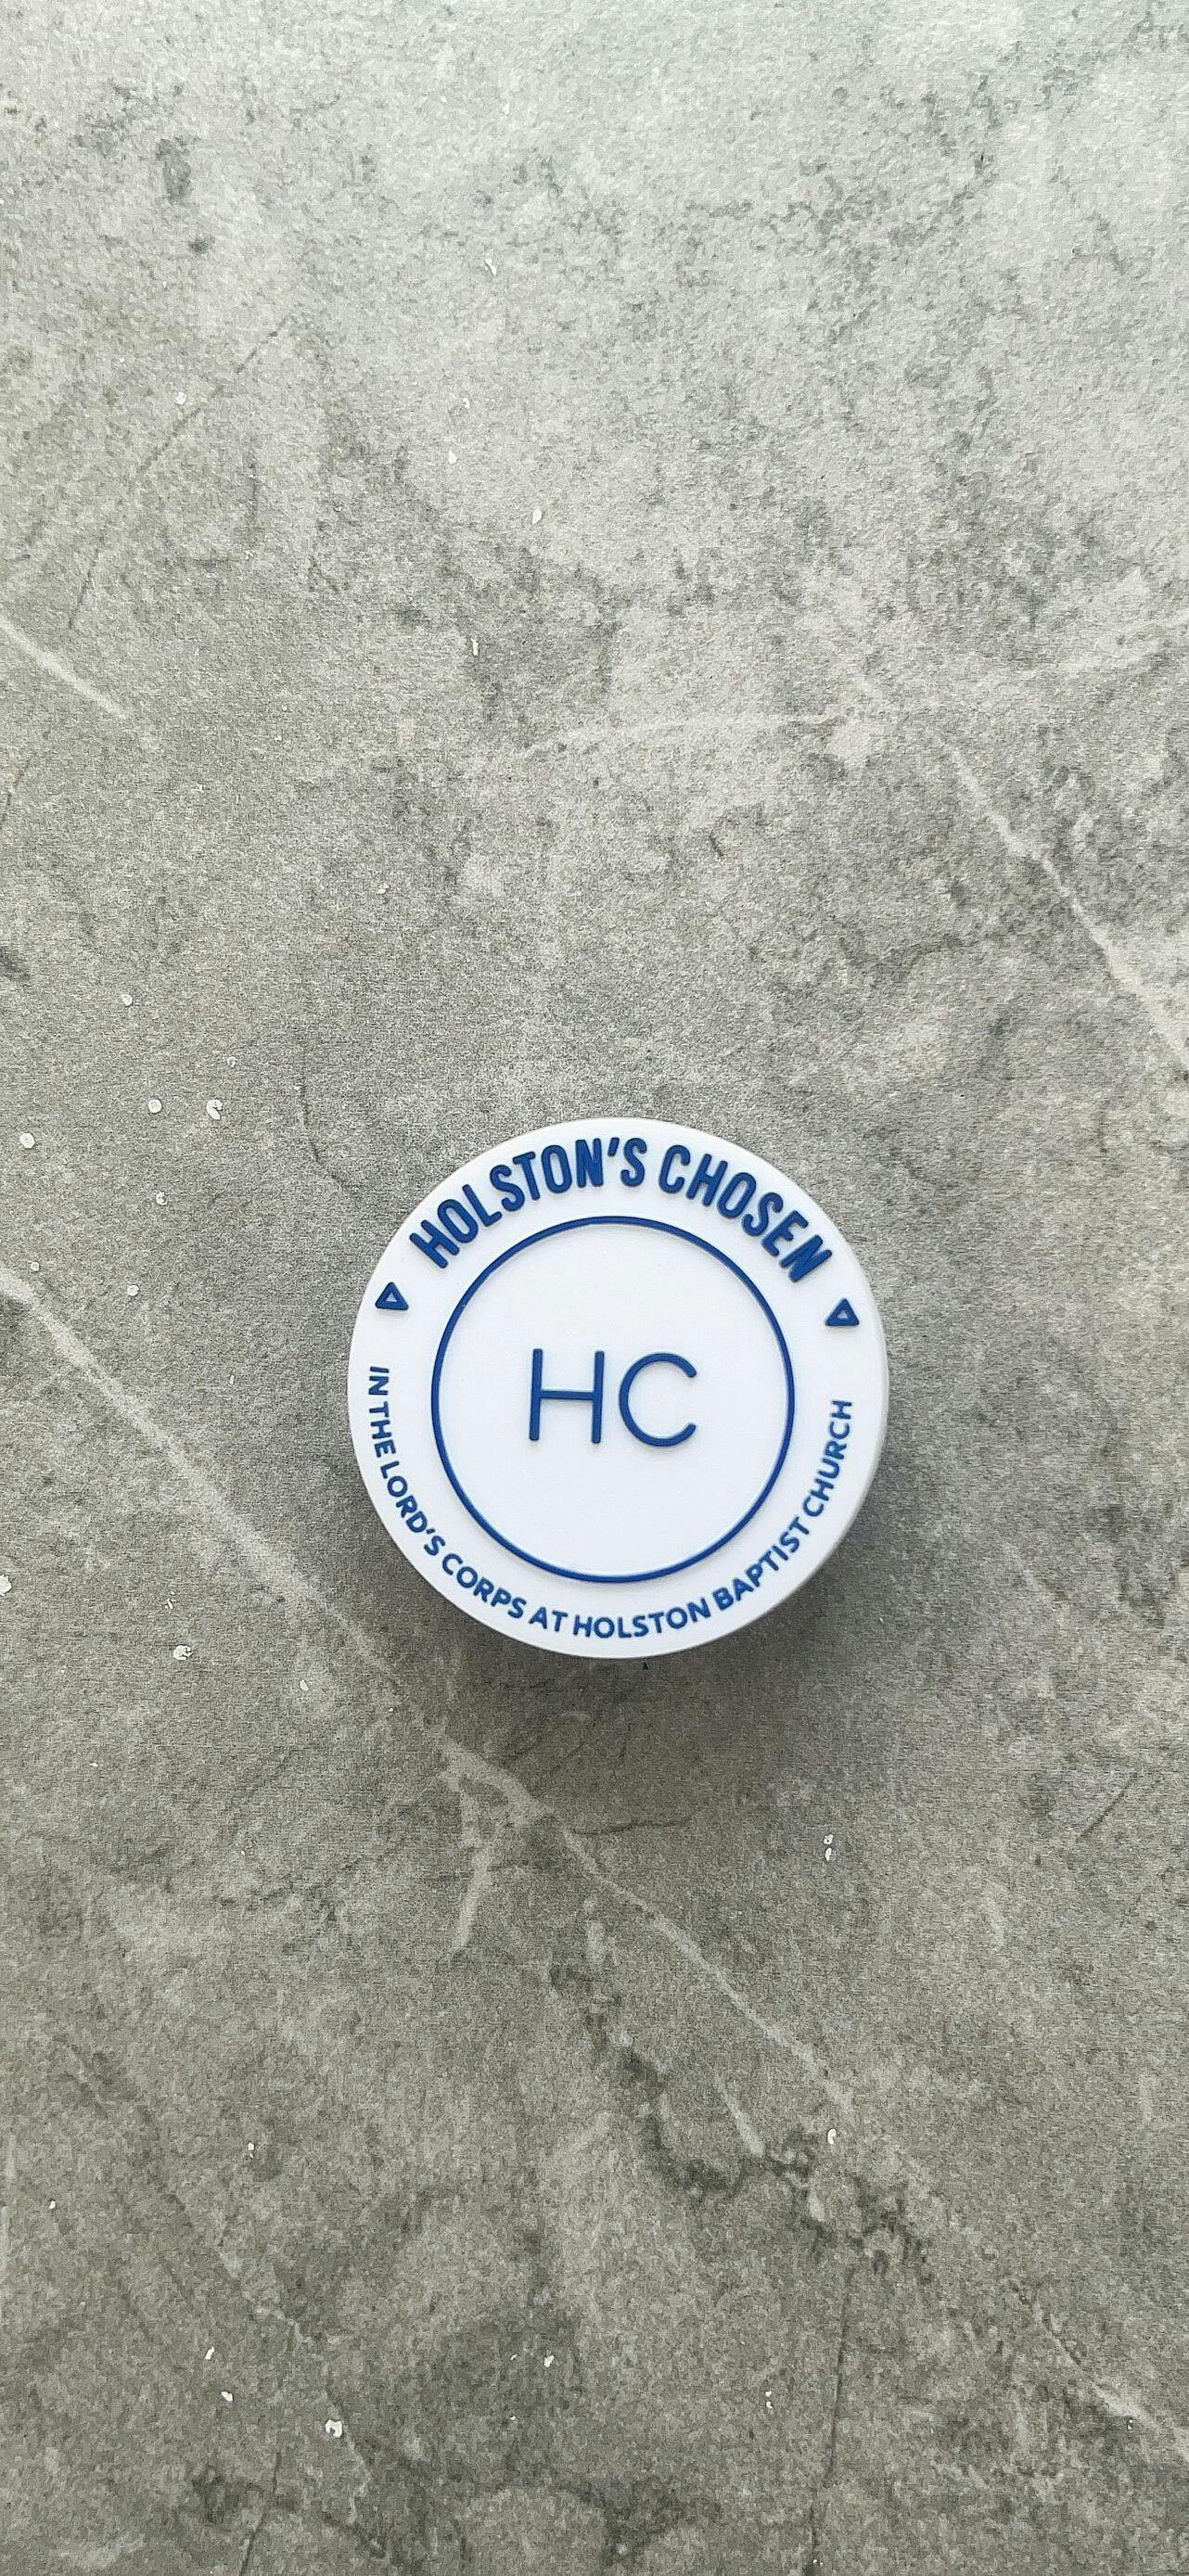 HOLSTON'S CHOSEN
HC
IN THE LORD'S CORPS AT HOLSTON BAPTIST CHURCH